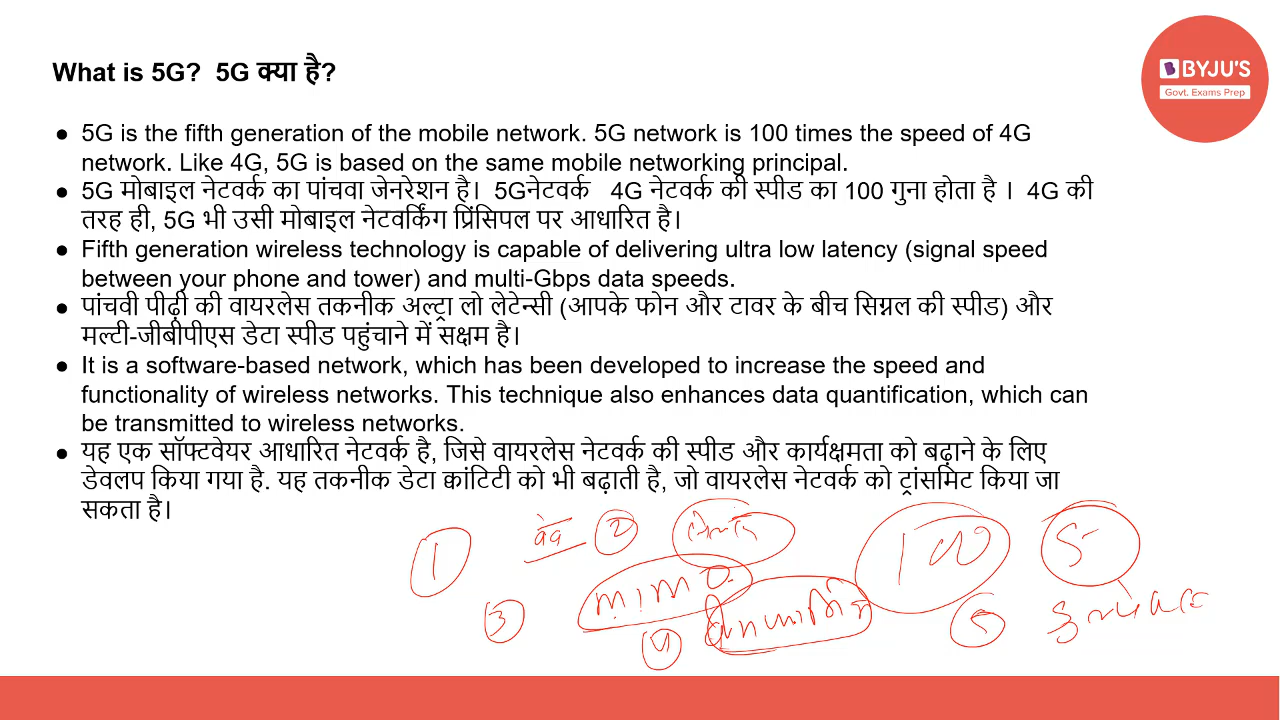 What is 5G?  5G क्या है?
BYJU'S
Govt. Exams Prep
● 5G is the fifth generation of the mobile network. 5G network is 100 times the speed of 4G
network. Like 4G, 5G is based on the same mobile networking principal.
● 5G मोबाइल नेटवर्क का पांचवा जेनरेशन है। 5Gनेटवर्क 4G नेटवर्क की स्पीड का 100 गुना होता है । 4G की
तरह ही, 5G भी उसी मोबाइल नेटवर्किंग प्रिंसिपल पर आधारित है।
● Fifth generation wireless technology is capable of delivering ultra low latency (signal speed
between your phone and tower) and multi-Gbps data speeds.
● पांचवी पीढ़ी की वायरलेस तकनीक अल्ट्रा लो लेटेन्सी (आपके फोन और टावर के बीच सिग्नल की स्पीड) और
मल्टी-जीबीपीएस डेटा स्पीड पहुंचाने में सक्षम है।
● It is a software-based network, which has been developed to increase the speed and
functionality of wireless networks. This technique also enhances data quantification, which can
be transmitted to wireless networks.
● यह एक सॉफ्टवेयर आधारित नेटवर्क है, जिसे वायरलेस नेटवर्क की स्पीड और कार्यक्षमता को बढ़ाने के लिए
डेवलप किया गया है. यह तकनीक डेटा क्वांटिटी को भी बढ़ाती है, जो वायरलेस नेटवर्क को ट्रांसमिट किया जा
सकता है।
1 2 100 5
3 MIMO 4 5